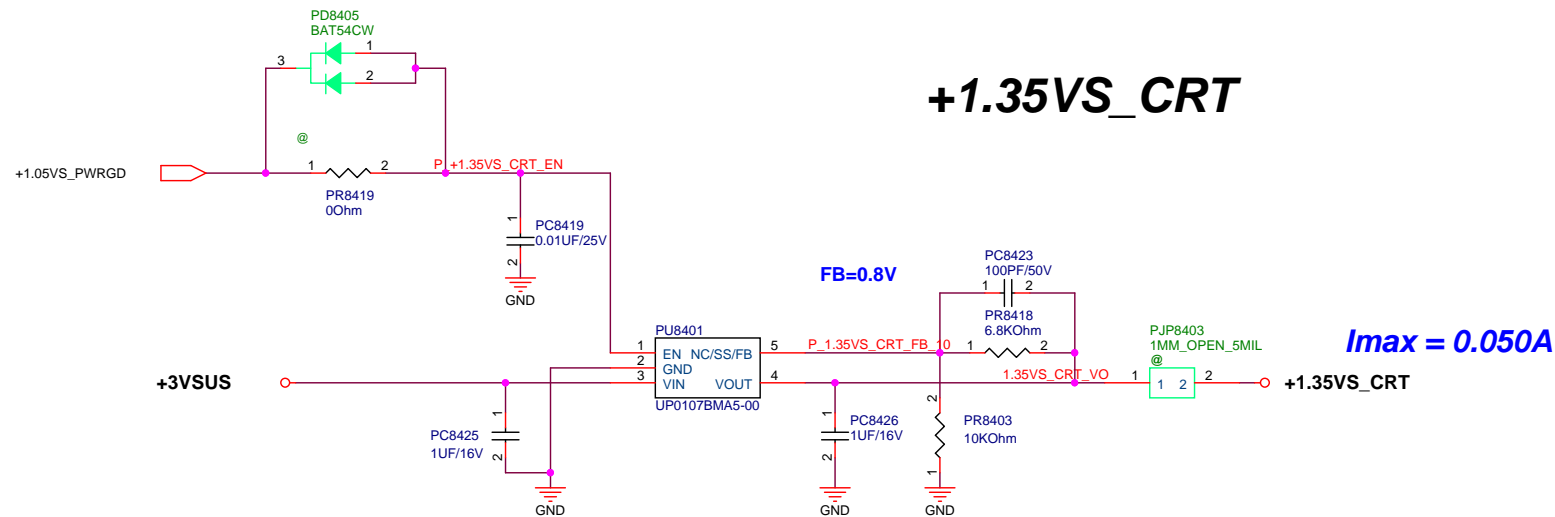 PD8405
BAT54CW
1
3
2
+1.35VS_CRT
@
+1.05VS_PWRGD
1
2
P_+1.35VS_CRT_EN
PR8419
0Ohm
1
PC8419
0.01UF/25V
2
GND
FB=0.8V
PC8423
100PF/50V
1
2
PR8418
6.8KOhm
PU8401
1
EN
NC/SS/FB
5
P_1.35VS_CRT_FB_10
1
2
2
GND
PJP8403
1MM_OPEN_5MIL
@
Imax = 0.050A
+3VSUS
3
VIN
VOUT
4
1.35VS_CRT_VO
1
1 2
2
+1.35VS_CRT
UP0107BMA5-00
1
PC8425
1UF/16V
2
1
PC8426
1UF/16V
2
2
PR8403
10KOhm
1
GND
GND
GND